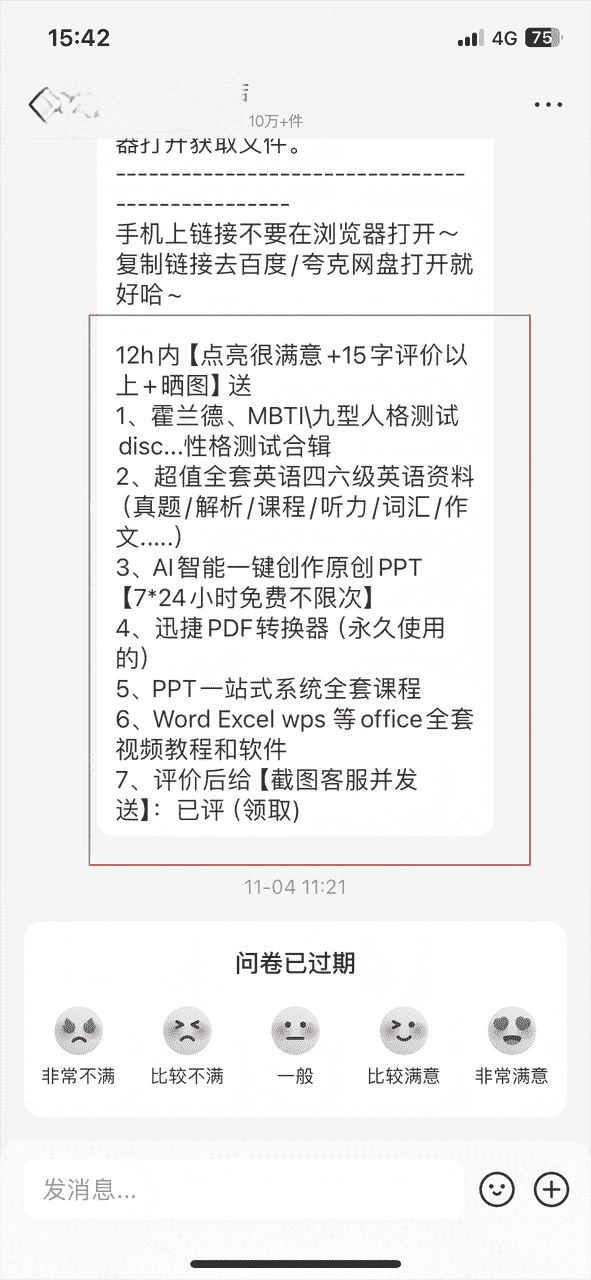 15:42
4G 75
10万+件
器打开获取文件。
--------------------------------
----------------
手机上链接不要在浏览器打开～
复制链接去百度/夸克网盘打开就
好哈~
12h内【点亮很满意+15字评价以
上+晒图】送
1、霍兰德、MBTI\九型人格测试
disc...性格测试合辑
2、超值全套英语四六级英语资料
（真题/解析/课程/听力/词汇/作
文.....）
3、AI智能一键创作原创PPT
【7*24小时免费不限次】
4、迅捷PDF转换器（永久使用
的）
5、PPT一站式系统全套课程
6、Word Excel wps 等office全套
视频教程和软件
7、评价后给【截图客服并发
送】：已评（领取）
11-04 11:21
问卷已过期
非常不满 比较不满 一般 比较满意 非常满意
发消息...